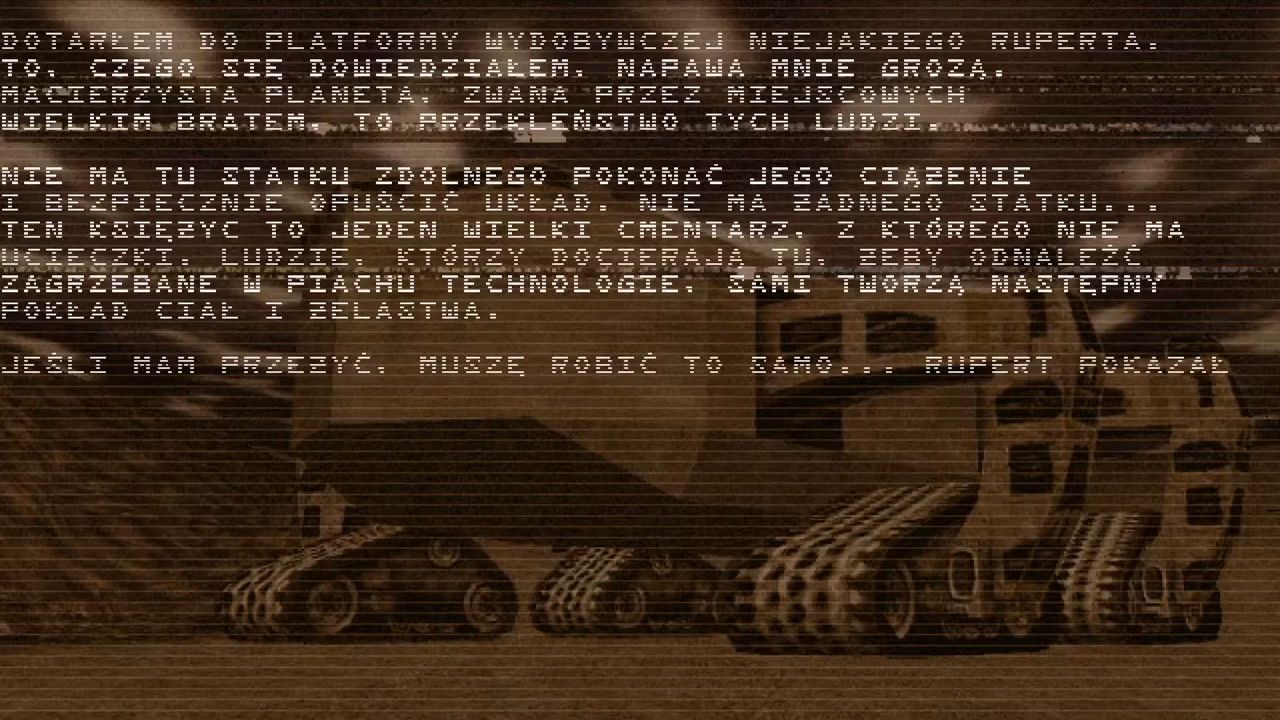 DOTARŁEM DO PLATFORMY WYDOBYWCZEJ NIEJAKIEGO RUPERTA.
TO, CZEGO SIĘ DOWIEDZIAŁEM, NAPAWA MNIE GROZĄ.
MACIERZYSTA PLANETA, ZWANA PRZEZ MIEJSCOWYCH
WIELKIM BRATEM, TO PRZEKLEŃSTWO TYCH LUDZI.
NIE MA TU STATKU ZDOLNEGO POKONAĆ JEGO CIĄŻENIE
I BEZPIECZNIE OPUŚCIĆ UKŁAD. NIE MA ŻADNEGO STATKU...
TEN KSIĘŻYC TO JEDEN WIELKI CMENTARZ, Z KTÓREGO NIE MA
UCIECZKI. LUDZIE, KTÓRZY DOCIERAJĄ TU, ŻEBY ODNALEŹĆ
ZAGRZEBANE W PIACHU TECHNOLOGIE, SAMI TWORZĄ NASTĘPNY
POKŁAD CIAŁ I ŻELASTWA.
JEŚLI MAM PRZEŻYĆ, MUSZĘ ROBIĆ TO SAMO... RUPERT POKAZAŁ